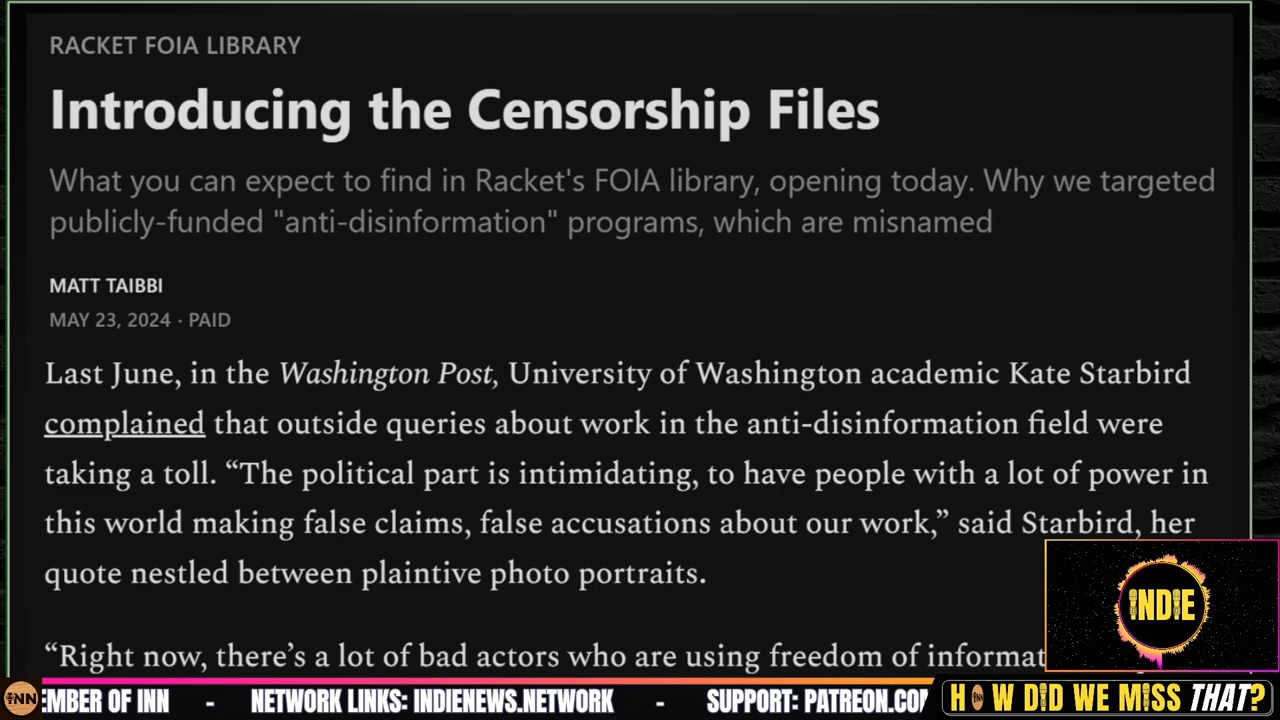 RACKET FOIA LIBRARY
Introducing the Censorship Files
What you can expect to find in Racket's FOIA library, opening today. Why we targeted
publicly-funded "anti-disinformation" programs, which are misnamed
MATT TAIBBI
MAY 23, 2024 · PAID
Last June, in the Washington Post, University of Washington academic Kate Starbird
complained that outside queries about work in the anti-disinformation field were
taking a toll. “The political part is intimidating, to have people with a lot of power in
this world making false claims, false accusations about our work,” said Starbird, her
quote nestled between plaintive photo portraits.
“Right now, there’s a lot of bad actors who are using freedom of informat
INDIE
INN
EMBER OF INN - NETWORK LINKS: INDIENEWS.NETWORK - SUPPORT: PATREON.CO
HOW DID WE MISS THAT?